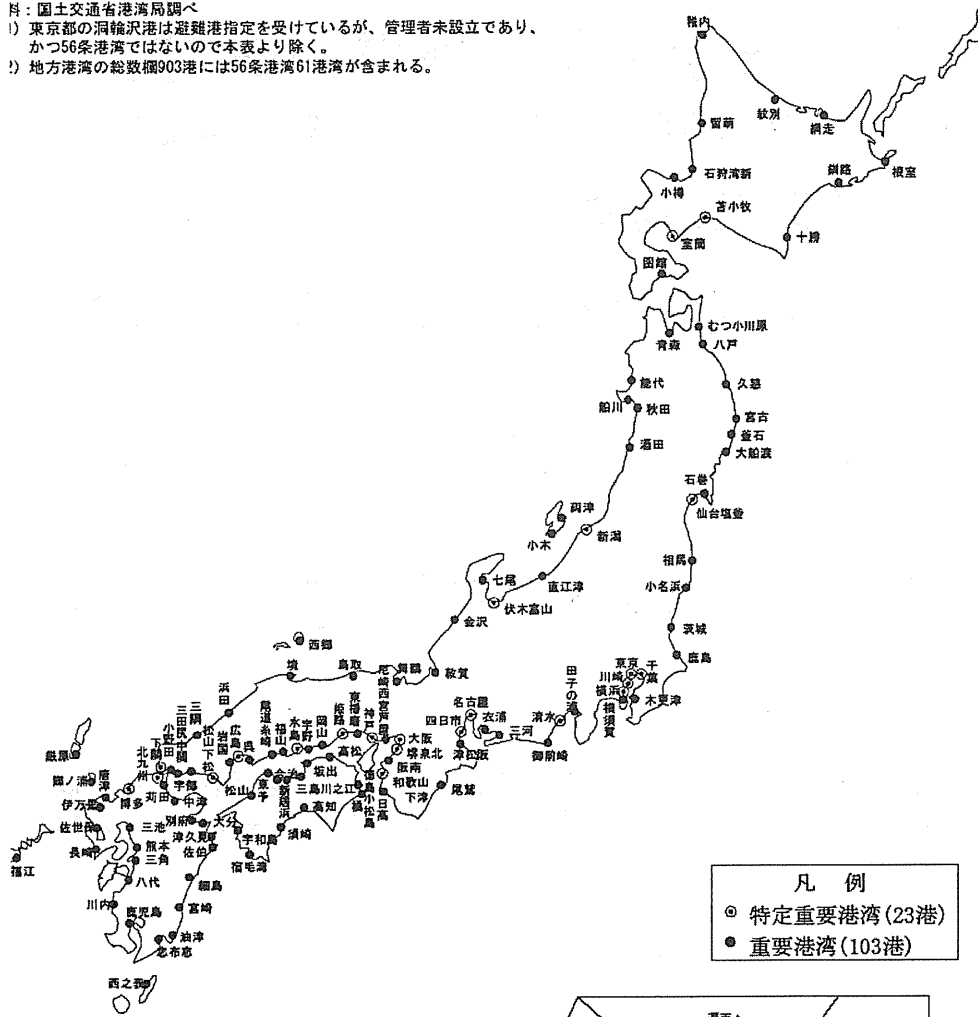 料：国土交通省港湾局調べ
1) 東京都の洞輪沢港は避難港指定を受けているが、管理者未設立であり、
かつ56条港湾ではないので本表より除く。
2) 地方港湾の総数欄903港には56条港湾61港湾が含まれる。
稚内
紋別
網走
留萌
根室
釧路
石狩湾新
小樽
苫小牧
十勝
室蘭
函館
むつ小川原
青森
八戸
能代
久慈
船川
秋田
宮古
釜石
酒田
大船渡
石巻
仙台塩釜
両津
小木
新潟
相馬
七尾
直江津
小名浜
伏木富山
金沢
茨城
西郷
鹿島
境
鳥取
舞鶴
敦賀
東京
千葉
川崎
横浜
横須賀
木更津
田子の浦
清水
御前崎
名古屋
四日市
衣浦
三河
津松阪
尾鷲
浜田
三隅
尾道糸崎
福山
水島
宇野
岡山
姫路
東播磨
神戸
尼崎西宮芦屋
大阪
堺泉北
阪南
和歌山
下津
日高
広島
呉
岩国
松山下
三田尻中関
小野田
下関
北九州
宇部
苅田
中津
別府
大分
津久見
佐伯
松山
東予
今治
新居浜
三島川之江
坂出
高松
徳島小松島
橘
高知
須崎
宇和島
宿毛湾
厳原
郷ノ浦
唐津
博多
伊万里
佐世保
長崎
福江
三池
熊本
三角
八代
川内
鹿児島
細島
宮崎
油津
志布志
西之表
凡　例
特定重要港湾(23港)
重要港湾(103港)